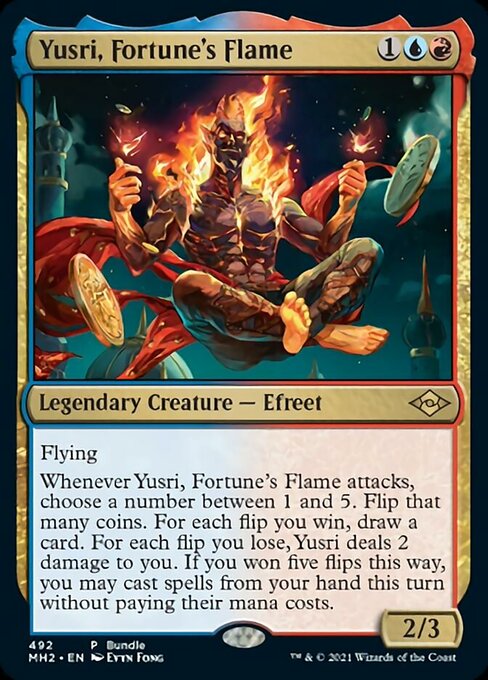 Yusri, Fortune's Flame 1
Legendary Creature — Efreet
Flying
Whenever Yusri, Fortune's Flame attacks,
choose a number between 1 and 5. Flip that
many coins. For each flip you win, draw a
card. For each flip you lose, Yusri deals 2
damage to you. If you won five flips this way,
you may cast spells from your hand this turn
without paying their mana costs.
2/3
492 P Bundle
MH2 • EN Eytn Fong
™ & © 2021 Wizards of the Coast